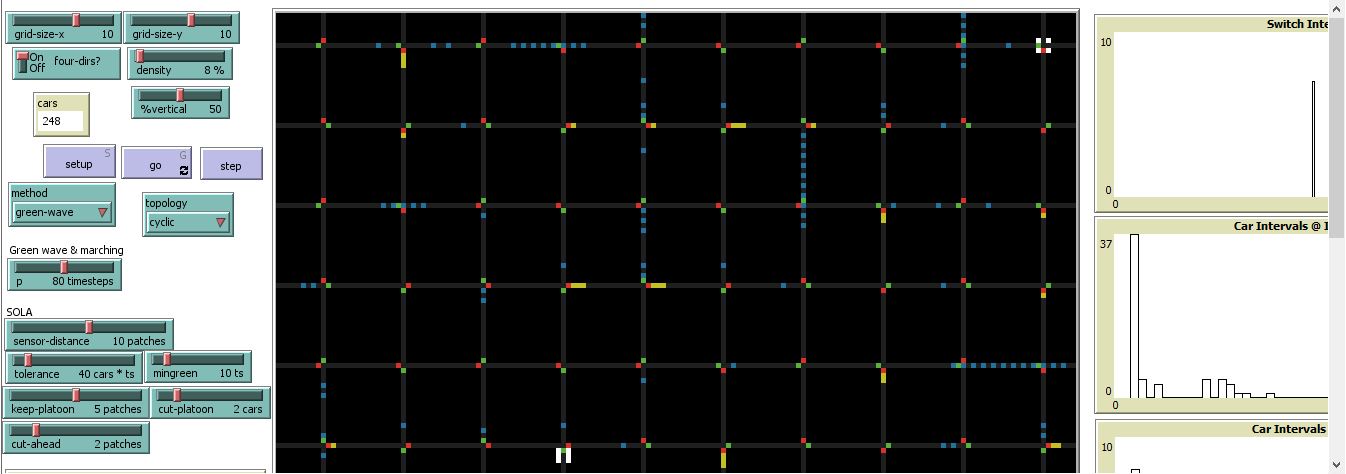 grid-size-x 10
grid-size-y 10
On
Off
four-dirs?
density 8 %
cars
248
%vertical 50
setup S
go G
step
method
green-wave
topology
cyclic
Green wave & marching
p 80 timesteps
SOLA
sensor-distance 10 patches
tolerance 40 cars * ts
mingreen 10 ts
keep-platoon 5 patches
cut-platoon 2 cars
cut-ahead 2 patches
Switch Inte
10
0
0
Car Intervals @ I
37
0
0
Car Intervals
10